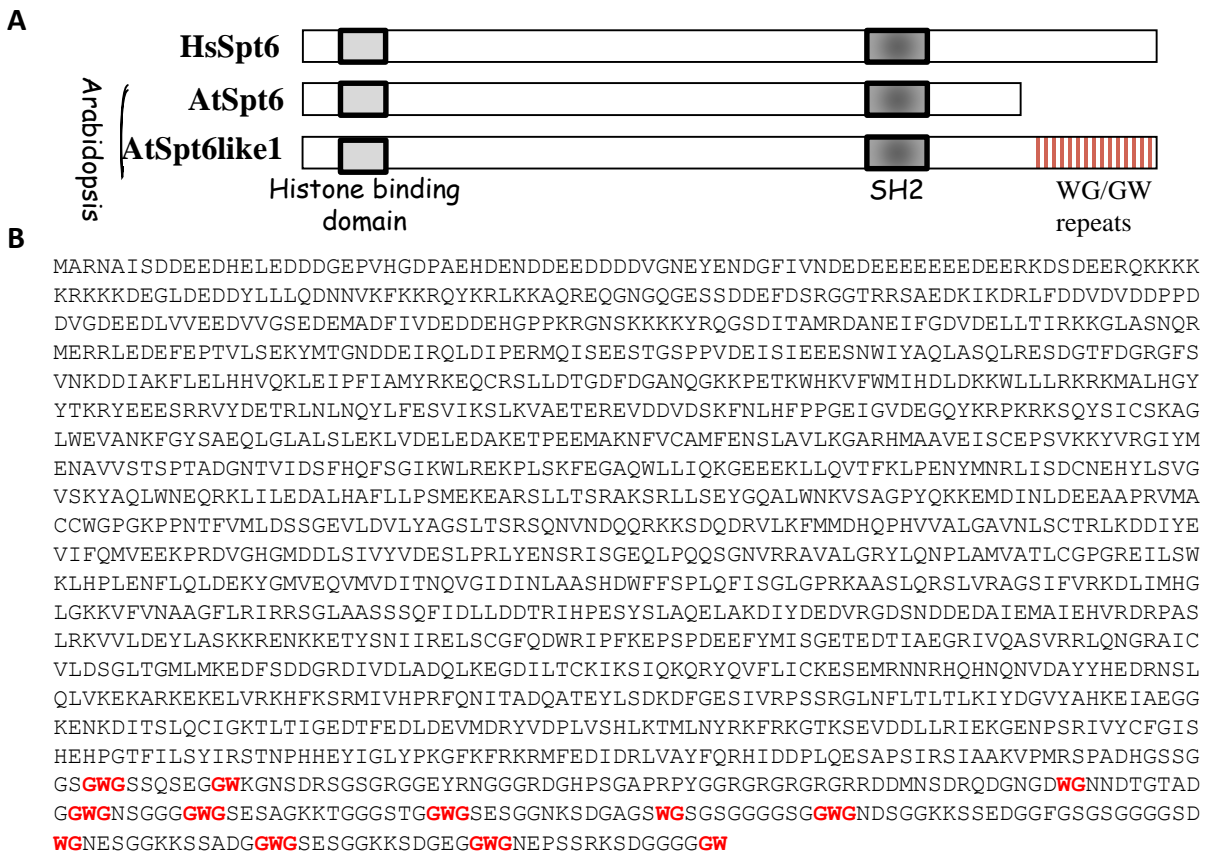 A
HsSpt6
AtSpt6
AtSpt6like1
Arabidopsis
Histone binding
domain
SH2
WG/GW
repeats
B
MARNAISDDEEDHELEDDDGEPVHGDPAEHDENDDEEDDDDVGNEYENDGFIVNDEDEEEEEEEDEERKDSDEERQKKKK
KRKKKDEGLDEDDYLLLQDNNVKFKKRQYKRLKKAQREQGNGQGESSDDEFDSRGGTRRSAEDKIKDRLFDDVDVDDPPD
DVGDEEDLVVEEDVVGSEDEMADFIVDEDDEHGPPKRGNSKKKKYRQGSDITAMRDANEIFGDVDELLTIRKKGLASNQR
MERRLEDEFEPTVLSEKYMTGNDDEIRQLDIPERMQISEESTGSPPVDEISIEEESNWIYAQLASQLRESDGTFDGRGFS
VNKDDIAKFLELHHVQKLEIPFIAMYRKEQCRSLLDTGDFDGANQGKKPETKWHKVFWMIHDLDKKWLLLRKRKMALHGY
YTKRYEEESRRVYDETRLNLNQYLFESVIKSLKVAETEREVDDVDSKFNLHFPPGEIGVDEGQYKRPKRKSQYSICSKAG
LWEVANKFGYSAEQLGLALSLEKLVDELEDAKETPEEMAKNFVCAMFENSLAVLKGARHMAAVEISCEPSVKKYVRGIYM
ENAVVSTSPTADGNTVIDSFHQFSGIKWLREKPLSKFEGAQWLLIQKGEEEKLLQVTFKLPENYMNRLISDCNEHYLSVG
VSKYAQLWNEQRKLILEDALHAFLLPSMEKEARSLLTSRAKSRLLSEYGQALWNKVSAGPYQKKEMDINLDEEAAPRVMA
CCWGPGKPPNTFVMLDSSGEVLDVLYAGSLTSRSQNVNDQQRKKSDQDRVLKFMMDHQPHVVALGAVNLSCTRLKDDIYE
VIFQMVEEKPRDVGHGMDDLSIVYVDESLPRLYENSRISGEQLPQQSGNVRRAVALGRYLQNPLAMVATLCGPGREILSW
KLHPLENFLQLDEKYGMVEQVMVDITNQVGIDINLAASHDWFFSPLQFISGLGPRKAASLQRSLVRAGSIFVRKDLIMHG
LGKKVFVNAAGFLRIRRSGLAASSSQFIDLLDDTRIHPESYSLAQELAKDIYDEDVRGDSNDDEDAIEMAIEHVRDRPAS
LRKVVLDEYLASKKRENKKETYSNIIRELSCGFQDWRIPFKEPSPDEEFYMISGETEDTIAEGRIVQASVRRLQNGRAIC
VLDSGLTGMLMKEDFSDDGRDIVDLADQLKEGDILTCKIKSIQKQRYQVFLICKESEMRNNRHQHNQNVDAYYHEDRNSL
QLVKEKARKEKELVRKHFKSRMIVHPRFQNITADQATEYLSDKDFGESIVRPSSRGLNFLTLTLKIYDGVYAHKEIAEGG
KENKDITSLQCIGKTLTIGEDTFEDLDEVMDRYVDPLVSHLKTMLNYRKFRKGTKSEVDDLLRIEKGENPSRIVYCFGIS
HEHPGTFILSYIRSTNPHHEYIGLYPKGFKFRKRMFEDIDRLVAYFQRHIDDPLQESAPSIRSIAAKVPMRSPADHGSSG
GSGWGSSQSEGGWKGNSDRSGSGRGGEYRNGGGRDGHPSGAPRPYGGRGRGRGRGRRDDMNSDRQDGNGDWGNNDTGTAD
GGWGNSGGGGWGSESAGKKTGGGSTGGWGSESGGNKSDGAGSWGSGSGGGGSGGWGNDSGGKKSSEDGGFGSGSGGGGSD
WGNESGGKKSSADGGWGSESGGKKSDGEGGWGNEPSSRKSDGGGGGW